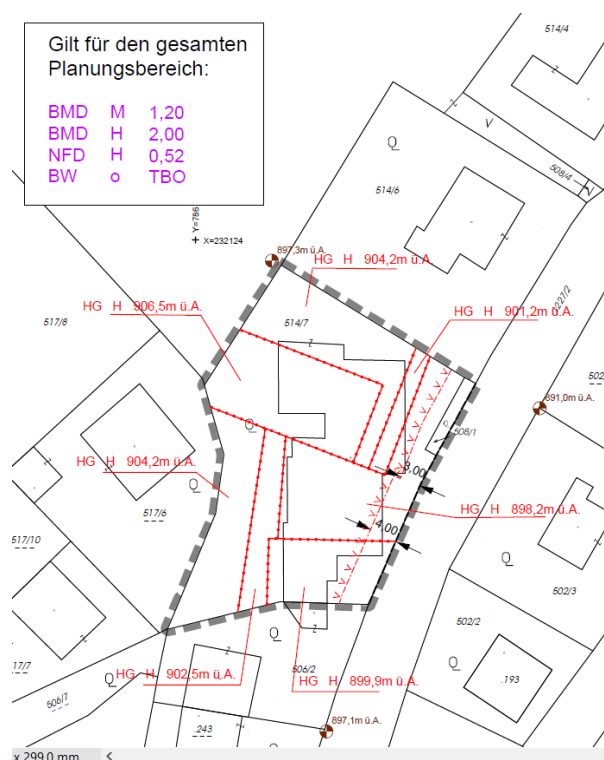 Gilt für den gesamten
Planungsbereich:
BMD M 1,20
BMD H 2,00
NFD H 0,52
BW o TBO
514/4
V
508/4
Q
514/6
Y=786
X=232124
897,3m ü.A.
HG H 904,2m ü.A.
227/2
HG H 906,5m ü.A.
HG H 901,2m ü.A.
517/8
514/7
502
891,0m ü.A.
Q
508/1
HG H 904,2m ü.A.
3,00
Q
517/6
HG H 898,2m ü.A.
4,00
517/10
Q
502/3
502/2
Q
17/7
506/2
Q
HG H 902,5m ü.A.
HG H 899,9m ü.A.
Q
.193
506/7
897,1m ü.A.
.243
Q
x 299.0 mm <